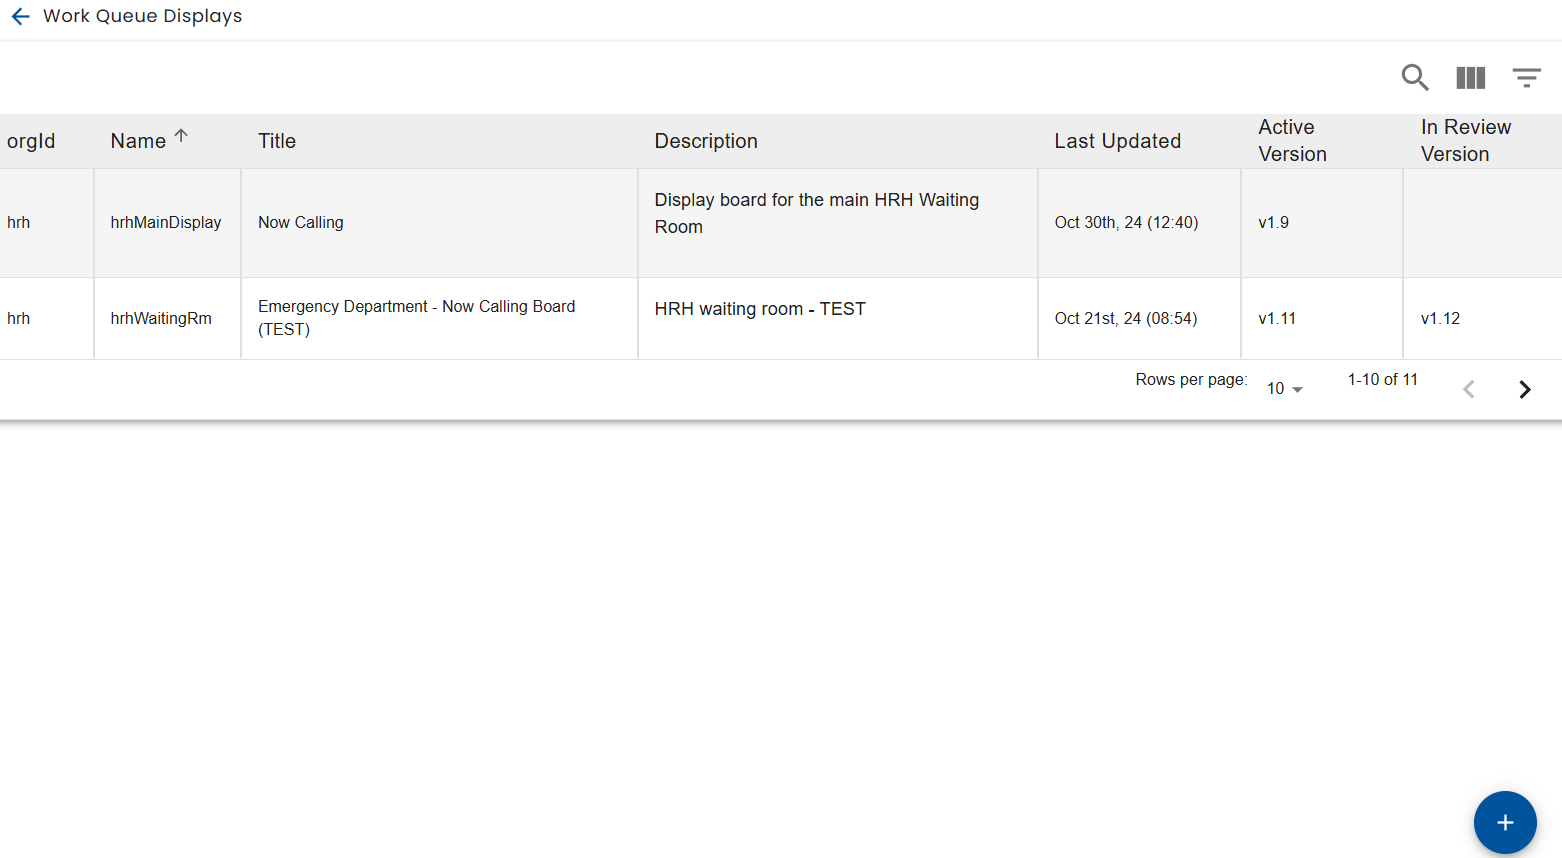 Work Queue Displays
orgId Name Title Description Last Updated Active Version In Review Version
hrh hrhMainDisplay Now Calling Display board for the main HRH Waiting Room Oct 30th, 24 (12:40) v1.9
hrh hrhWaitingRm Emergency Department - Now Calling Board (TEST) HRH waiting room - TEST Oct 21st, 24 (08:54) v1.11 v1.12
Rows per page: 10 1-10 of 11